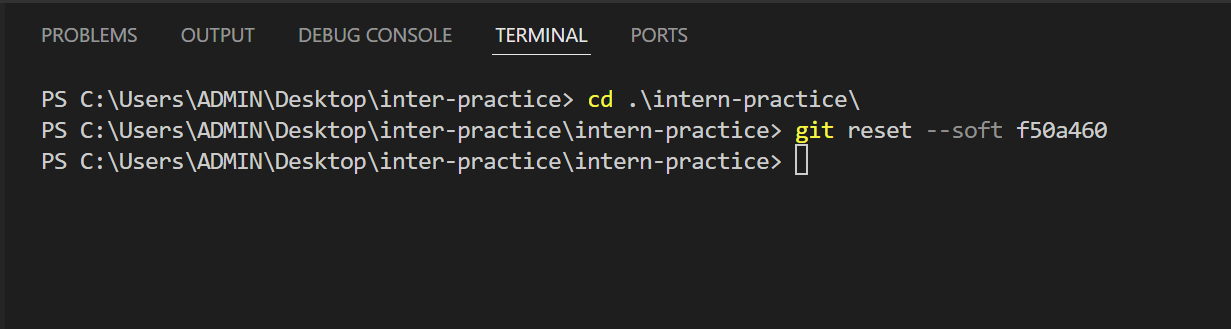 PROBLEMS OUTPUT DEBUG CONSOLE TERMINAL PORTS
PS C:\Users\ADMIN\Desktop\inter-practice> cd .\intern-practice\
PS C:\Users\ADMIN\Desktop\inter-practice\intern-practice> git reset --soft f50a460
PS C:\Users\ADMIN\Desktop\inter-practice\intern-practice>